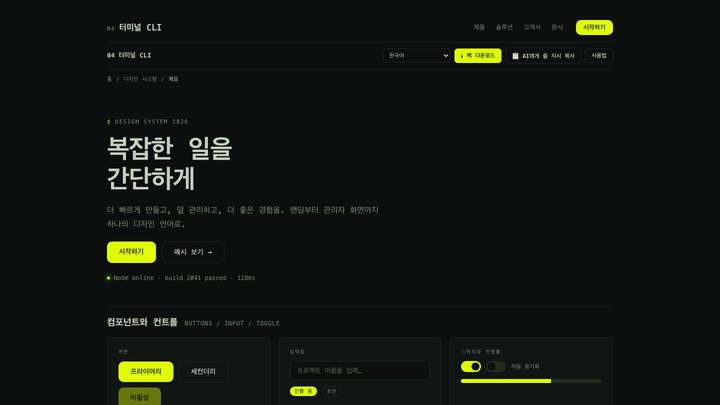 04 터미널 CLI
제품 솔루션 고객사 문서 시작하기
04 터미널 CLI
한국어 ↓ 팩 다운로드 📋 AI에게 줄 지시 복사 사용법
홈 / 디자인 시스템 / 개요
$ DESIGN SYSTEM 2026
복잡한 일을
간단하게
더 빠르게 만들고, 덜 관리하고, 더 좋은 경험을. 랜딩부터 관리자 화면까지
하나의 디자인 언어로.
시작하기 예시 보기 →
Node online · build 2041 passed · 128ms
컴포넌트와 컨트롤 BUTTONS / INPUT / TOGGLE
버튼
프라이머리 세컨더리
비활성
입력창
프로젝트 이름을 입력…
진행 중 초안
스위치와 진행률
자동 동기화